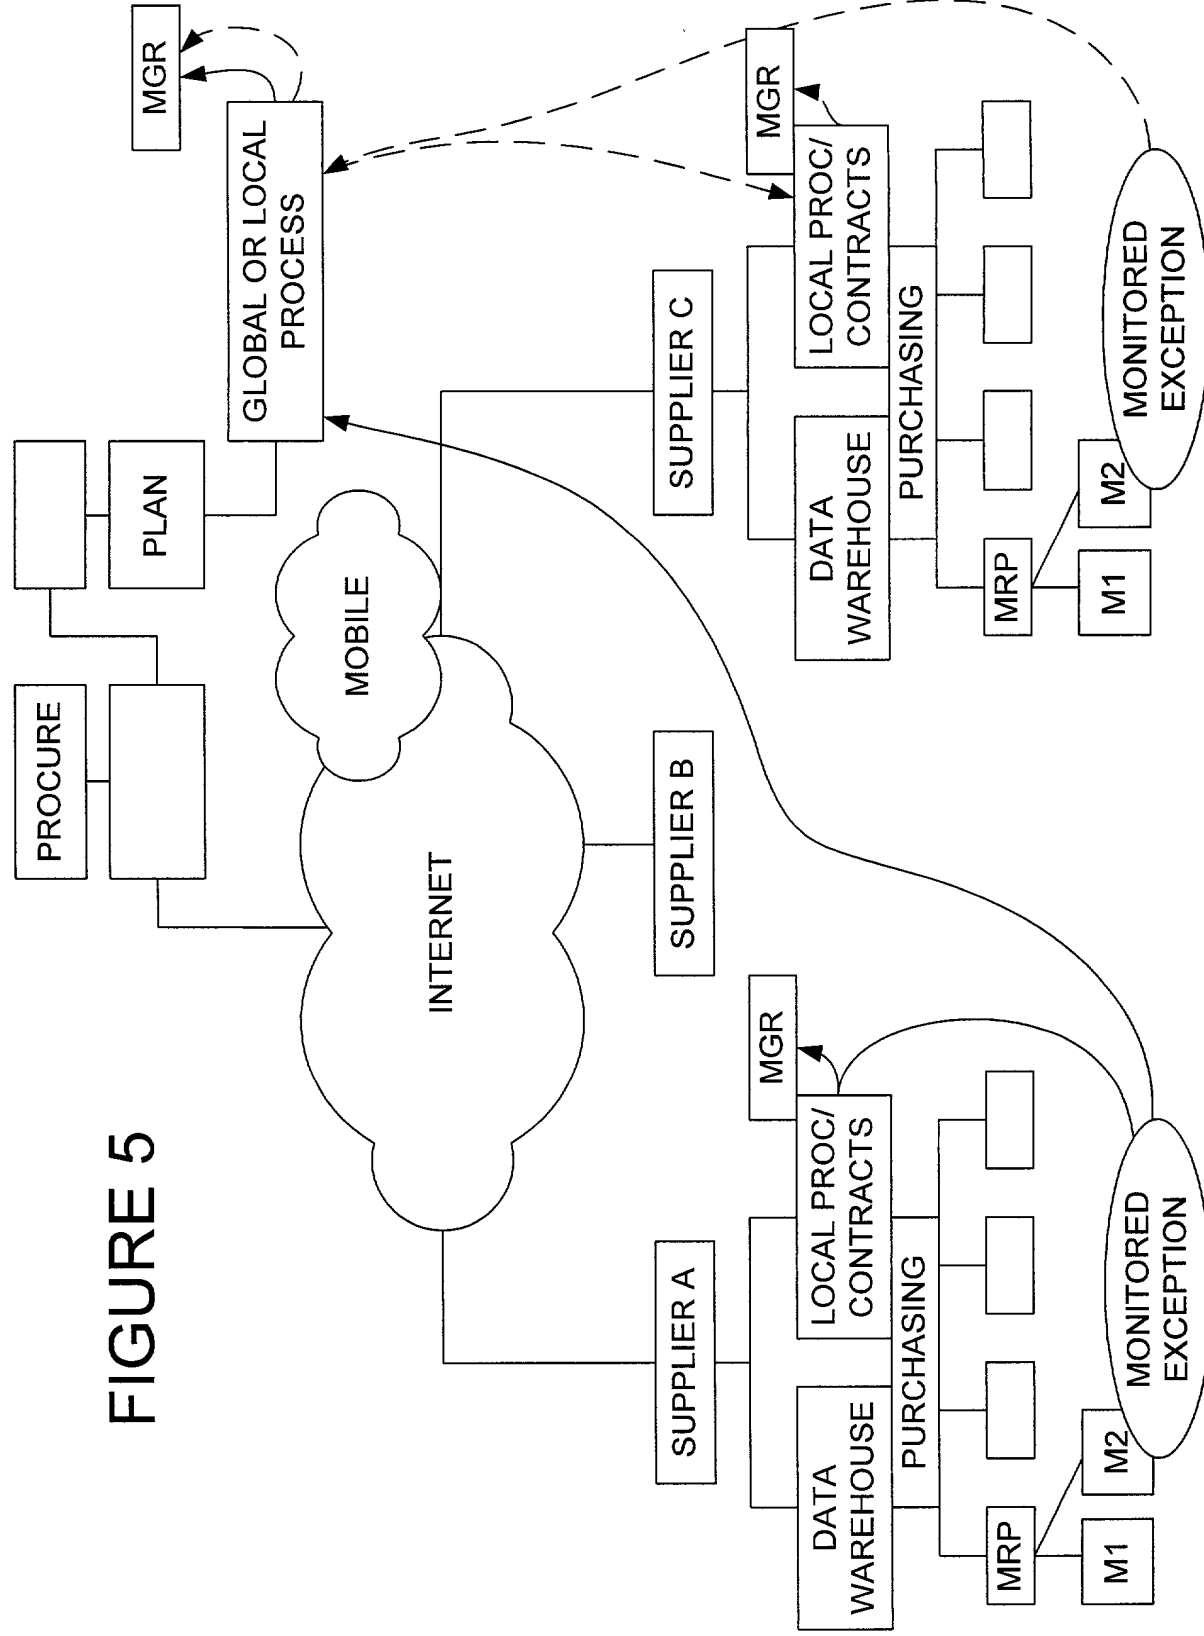 FIGURE 5
PROCURE
PLAN
MGR
GLOBAL OR LOCAL
PROCESS
MOBILE
INTERNET
SUPPLIER A
SUPPLIER B
SUPPLIER C
DATA
WAREHOUSE
LOCAL PROC/
CONTRACTS
MGR
PURCHASING
MRP
M1
M2
MONITORED
EXCEPTION
DATA
WAREHOUSE
LOCAL PROC/
CONTRACTS
MGR
PURCHASING
MRP
M1
M2
MONITORED
EXCEPTION